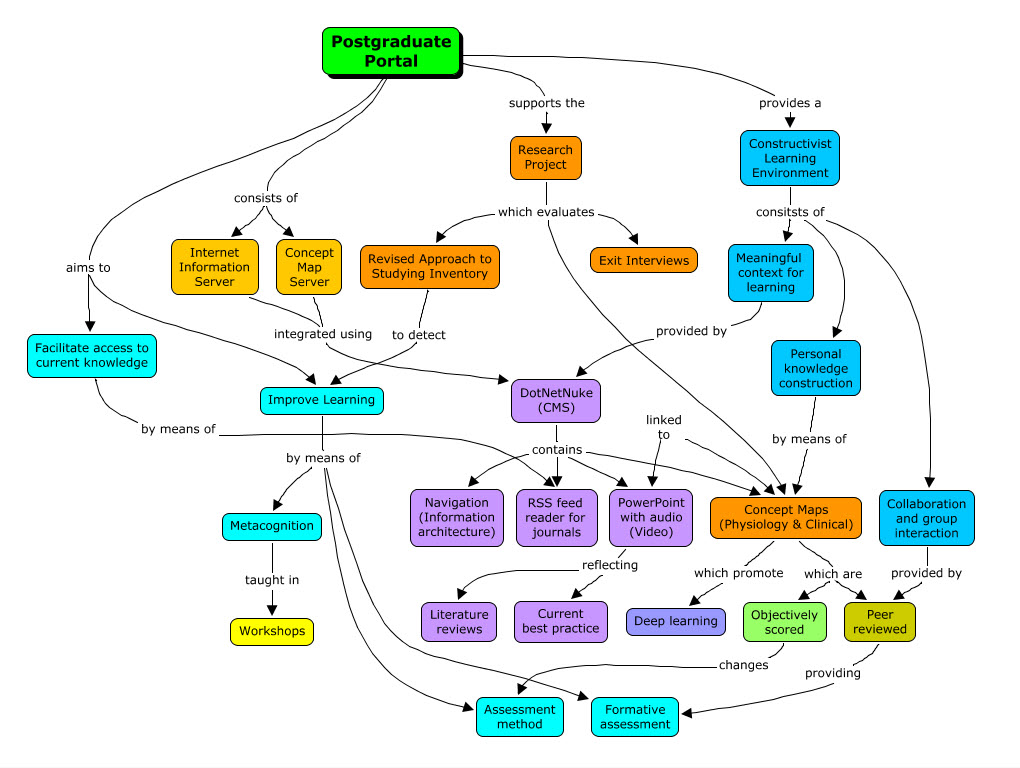 Postgraduate
Portal
supports the
provides a
Research
Project
Constructivist
Learning
Environment
consists of
which evaluates
consitsts of
Internet
Information
Server
Concept
Map
Server
Revised Approach to
Studying Inventory
Exit Interviews
Meaningful
context for
learning
aims to
integrated using
to detect
provided by
Facilitate access to
current knowledge
Personal
knowledge
construction
Improve Learning
DotNetNuke
(CMS)
by means of
linked
to
by means of
by means of
contains
Navigation
(Information
architecture)
RSS feed
reader for
journals
PowerPoint
with audio
(Video)
Concept Maps
(Physiology & Clinical)
Collaboration
and group
interaction
Metacognition
taught in
reflecting
which promote
which are
provided by
Workshops
Literature
reviews
Current
best practice
Deep learning
Objectively
scored
Peer
reviewed
changes
providing
Assessment
method
Formative
assessment